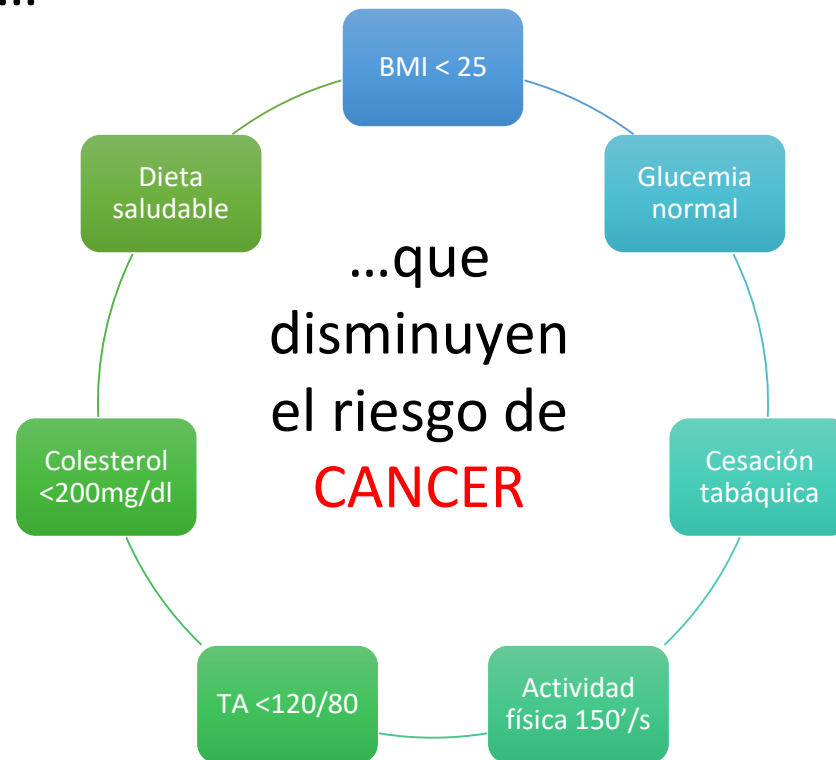 ...
BMI < 25
Glucemia
normal
Cesación
tabáquica
Actividad
física 150’/s
TA <120/80
Colesterol
<200mg/dl
Dieta
saludable
...que
disminuyen
el riesgo de
CANCER